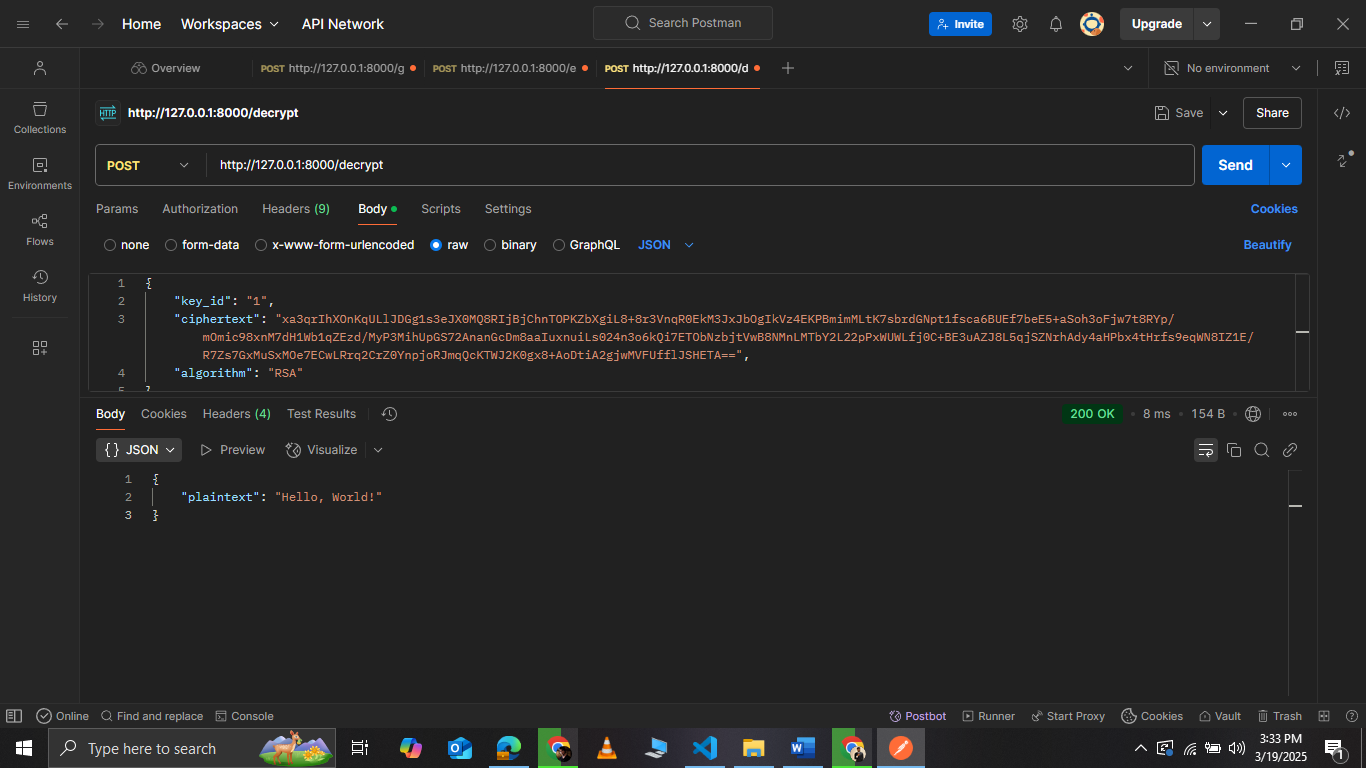 Home Workspaces API Network Search Postman Invite Upgrade
Overview POST http://127.0.0.1:8000/g POST http://127.0.0.1:8000/e POST http://127.0.0.1:8000/d No environment
HTTP http://127.0.0.1:8000/decrypt Save Share
Collections
POST http://127.0.0.1:8000/decrypt Send
Environments
Params Authorization Headers (9) Body Scripts Settings Cookies
Flows
none form-data x-www-form-urlencoded raw binary GraphQL JSON Beautify
History
1 {
2 "key_id": "1",
3 "ciphertext": "xa3qrIhXOnKqULlJDGg1s3eJX0MQ8RIjBjChnTOPKZbXgiL8+8r3VnqR0EkM3JxJbOgIkVz4EKPBmimMLtK7sbrdGNpt1fsca6BUEf7beE5+aSoh3oFjw7t8RYp/
mOmic98xnM7dH1Wb1qZEzd/MyP3MihUpGS72AnanGcDm8aaIuxnuiLs024n3o6kQi7ETObNzbjtVwB8NMnLMTbY2L22pPxWUWLfj0C+BE3uAZJ8L5qjSZNrhAdy4aHPbx4tHrfs9eqWN8IZ1E/
R7Zs7GxMuSxMOe7ECwLRrq2CrZ0YnpjoRJmqQcKTWJ2K0gx8+AoDtiA2gjwMVFUfflJSHETA==",
4 "algorithm": "RSA"
5 }
Body Cookies Headers (4) Test Results 200 OK 8 ms 154 B
{} JSON Preview Visualize
1 {
2 "plaintext": "Hello, World!"
3 }
Online Find and replace Console Postbot Runner Start Proxy Cookies Vault Trash
Type here to search 3:33 PM
3/19/2025 1